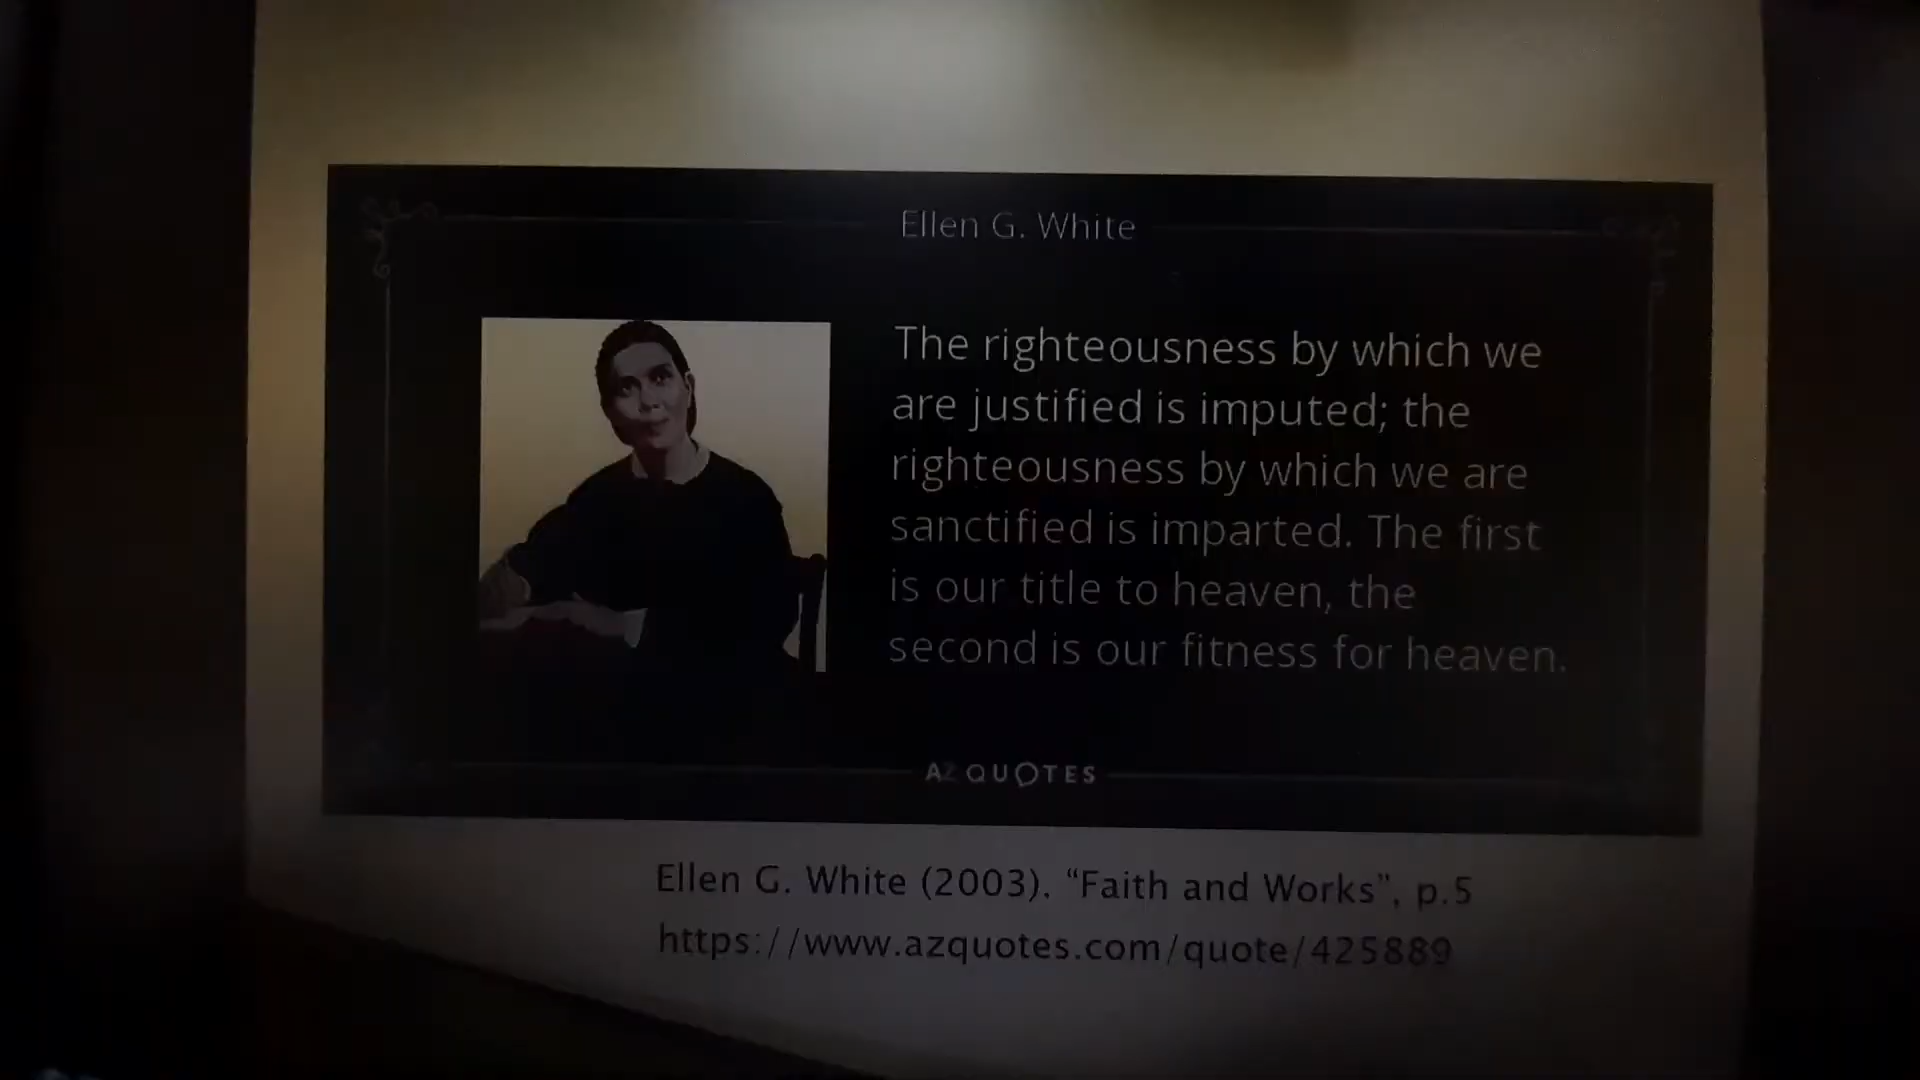 Ellen G. White
The righteousness by which we
are justified is imputed; the
righteousness by which we are
sanctified is imparted. The first
is our title to heaven, the
second is our fitness for heaven.
AZ QUOTES
Ellen G. White (2003). “Faith and Works”, p.5
https://www.azquotes.com/quote/425889